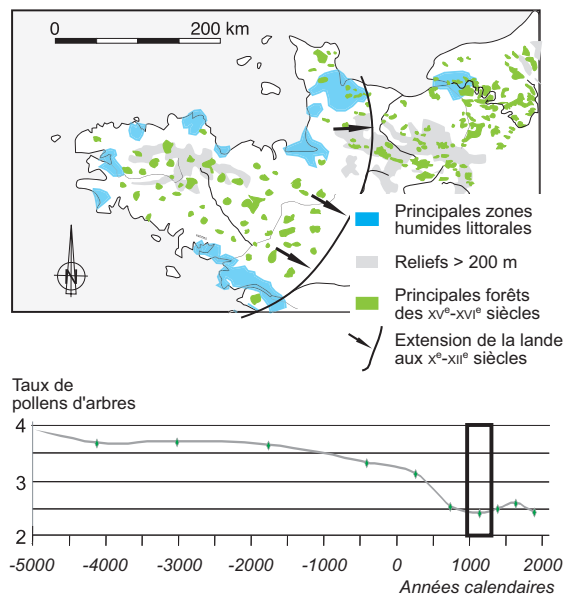 0 200 km
N
Principales zones
humides littorales
Reliefs > 200 m
Principales forêts
des XVe-XVIe siècles
Extension de la lande
aux Xe-XIIe siècles
Taux de
pollens d'arbres
4
3
2
-5000 -4000 -3000 -2000 -1000 0 1000 2000
Années calendaires